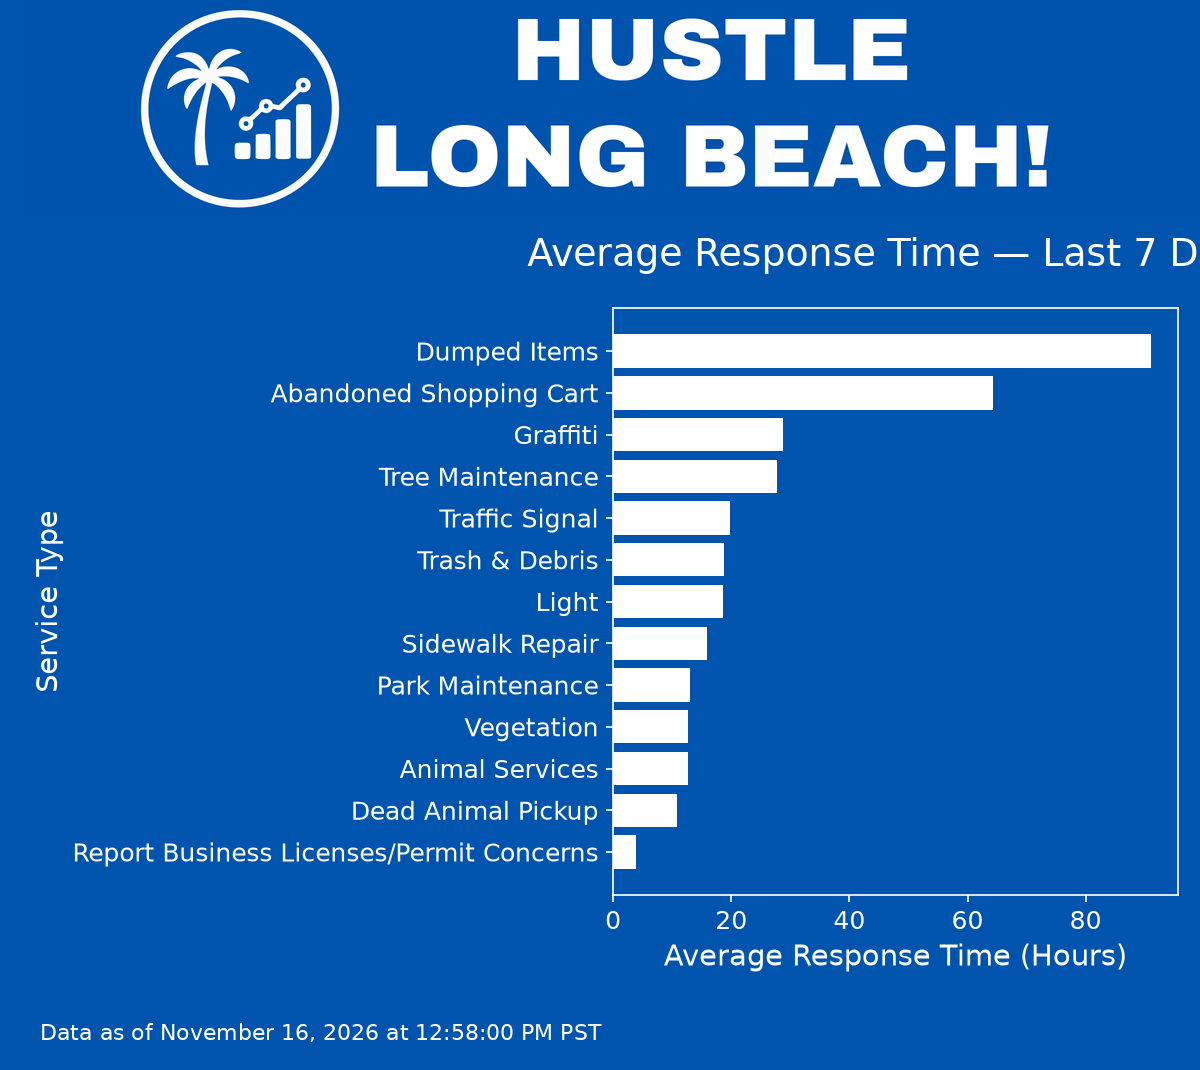 HUSTLE
LONG BEACH!
Average Response Time — Last 7 D
Service Type
Dumped Items
Abandoned Shopping Cart
Graffiti
Tree Maintenance
Traffic Signal
Trash & Debris
Light
Sidewalk Repair
Park Maintenance
Vegetation
Animal Services
Dead Animal Pickup
Report Business Licenses/Permit Concerns
0 20 40 60 80
Average Response Time (Hours)
Data as of November 16, 2026 at 12:58:00 PM PST